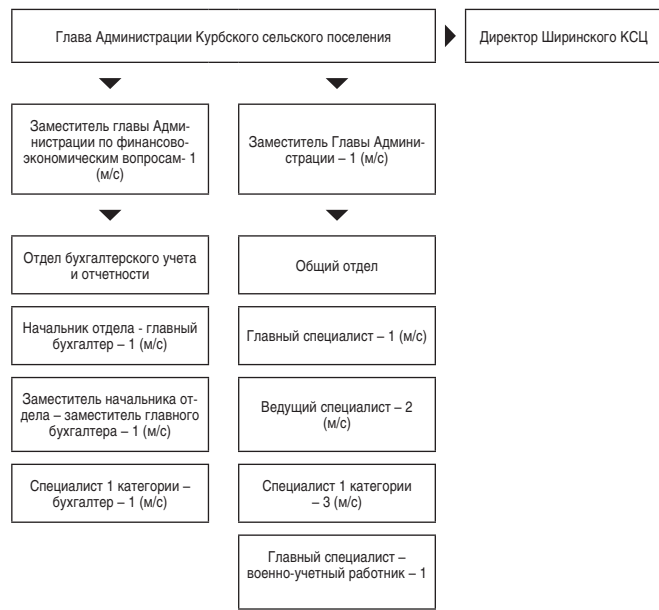 Глава Администрации Курбского сельского поселения
Директор Ширинского КСЦ
Заместитель главы Адми-
нистрации по финансово-
экономическим вопросам- 1
(м/с)
Заместитель Главы Админи-
страции – 1 (м/с)
Отдел бухгалтерского учета
и отчетности
Общий отдел
Начальник отдела - главный
бухгалтер – 1 (м/с)
Главный специалист – 1 (м/с)
Заместитель начальника от-
дела – заместитель главного
бухгалтера – 1 (м/с)
Ведущий специалист – 2
(м/с)
Специалист 1 категории –
бухгалтер – 1 (м/с)
Специалист 1 категории
– 3 (м/с)
Главный специалист –
военно-учетный работник – 1